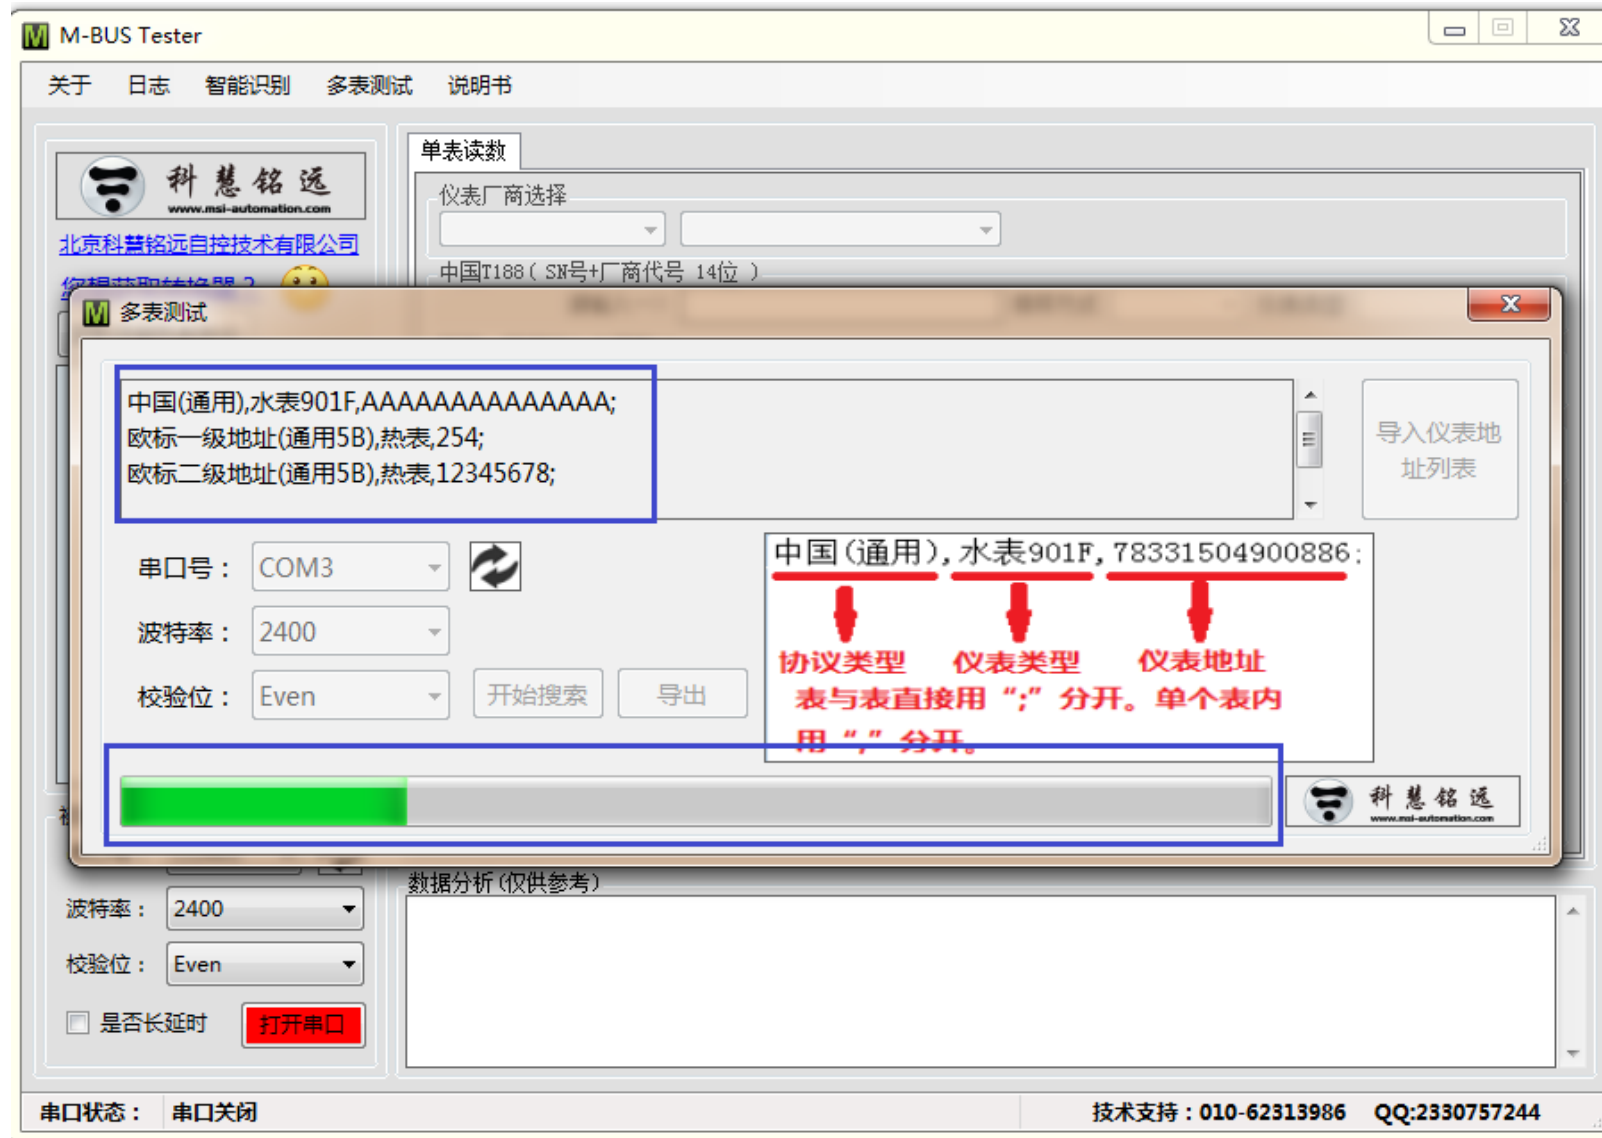 M-BUS Tester
关于 日志 智能识别 多表测试 说明书
科慧铭远
www.msi-automation.com
北京科慧铭远自控技术有限公司
单表读数
仪表厂商选择
中国T188( SN号+厂商代号 14位 )
多表测试
中国(通用),水表901F,AAAAAAAAAAAAAA;
欧标一级地址(通用5B),热表,254;
欧标二级地址(通用5B),热表,12345678;
导入仪表地
址列表
串口号： COM3
波特率： 2400
校验位： Even
开始搜索 导出
中国(通用),水表901F,78331504900886;
协议类型 仪表类型 仪表地址
表与表直接用“;”分开。单个表内
用“,”分开。
科慧铭远
www.msi-automation.com
波特率： 2400
校验位： Even
是否长延时 打开串口
数据分析(仅供参考)
串口状态： 串口关闭 技术支持：010-62313986 QQ:2330757244